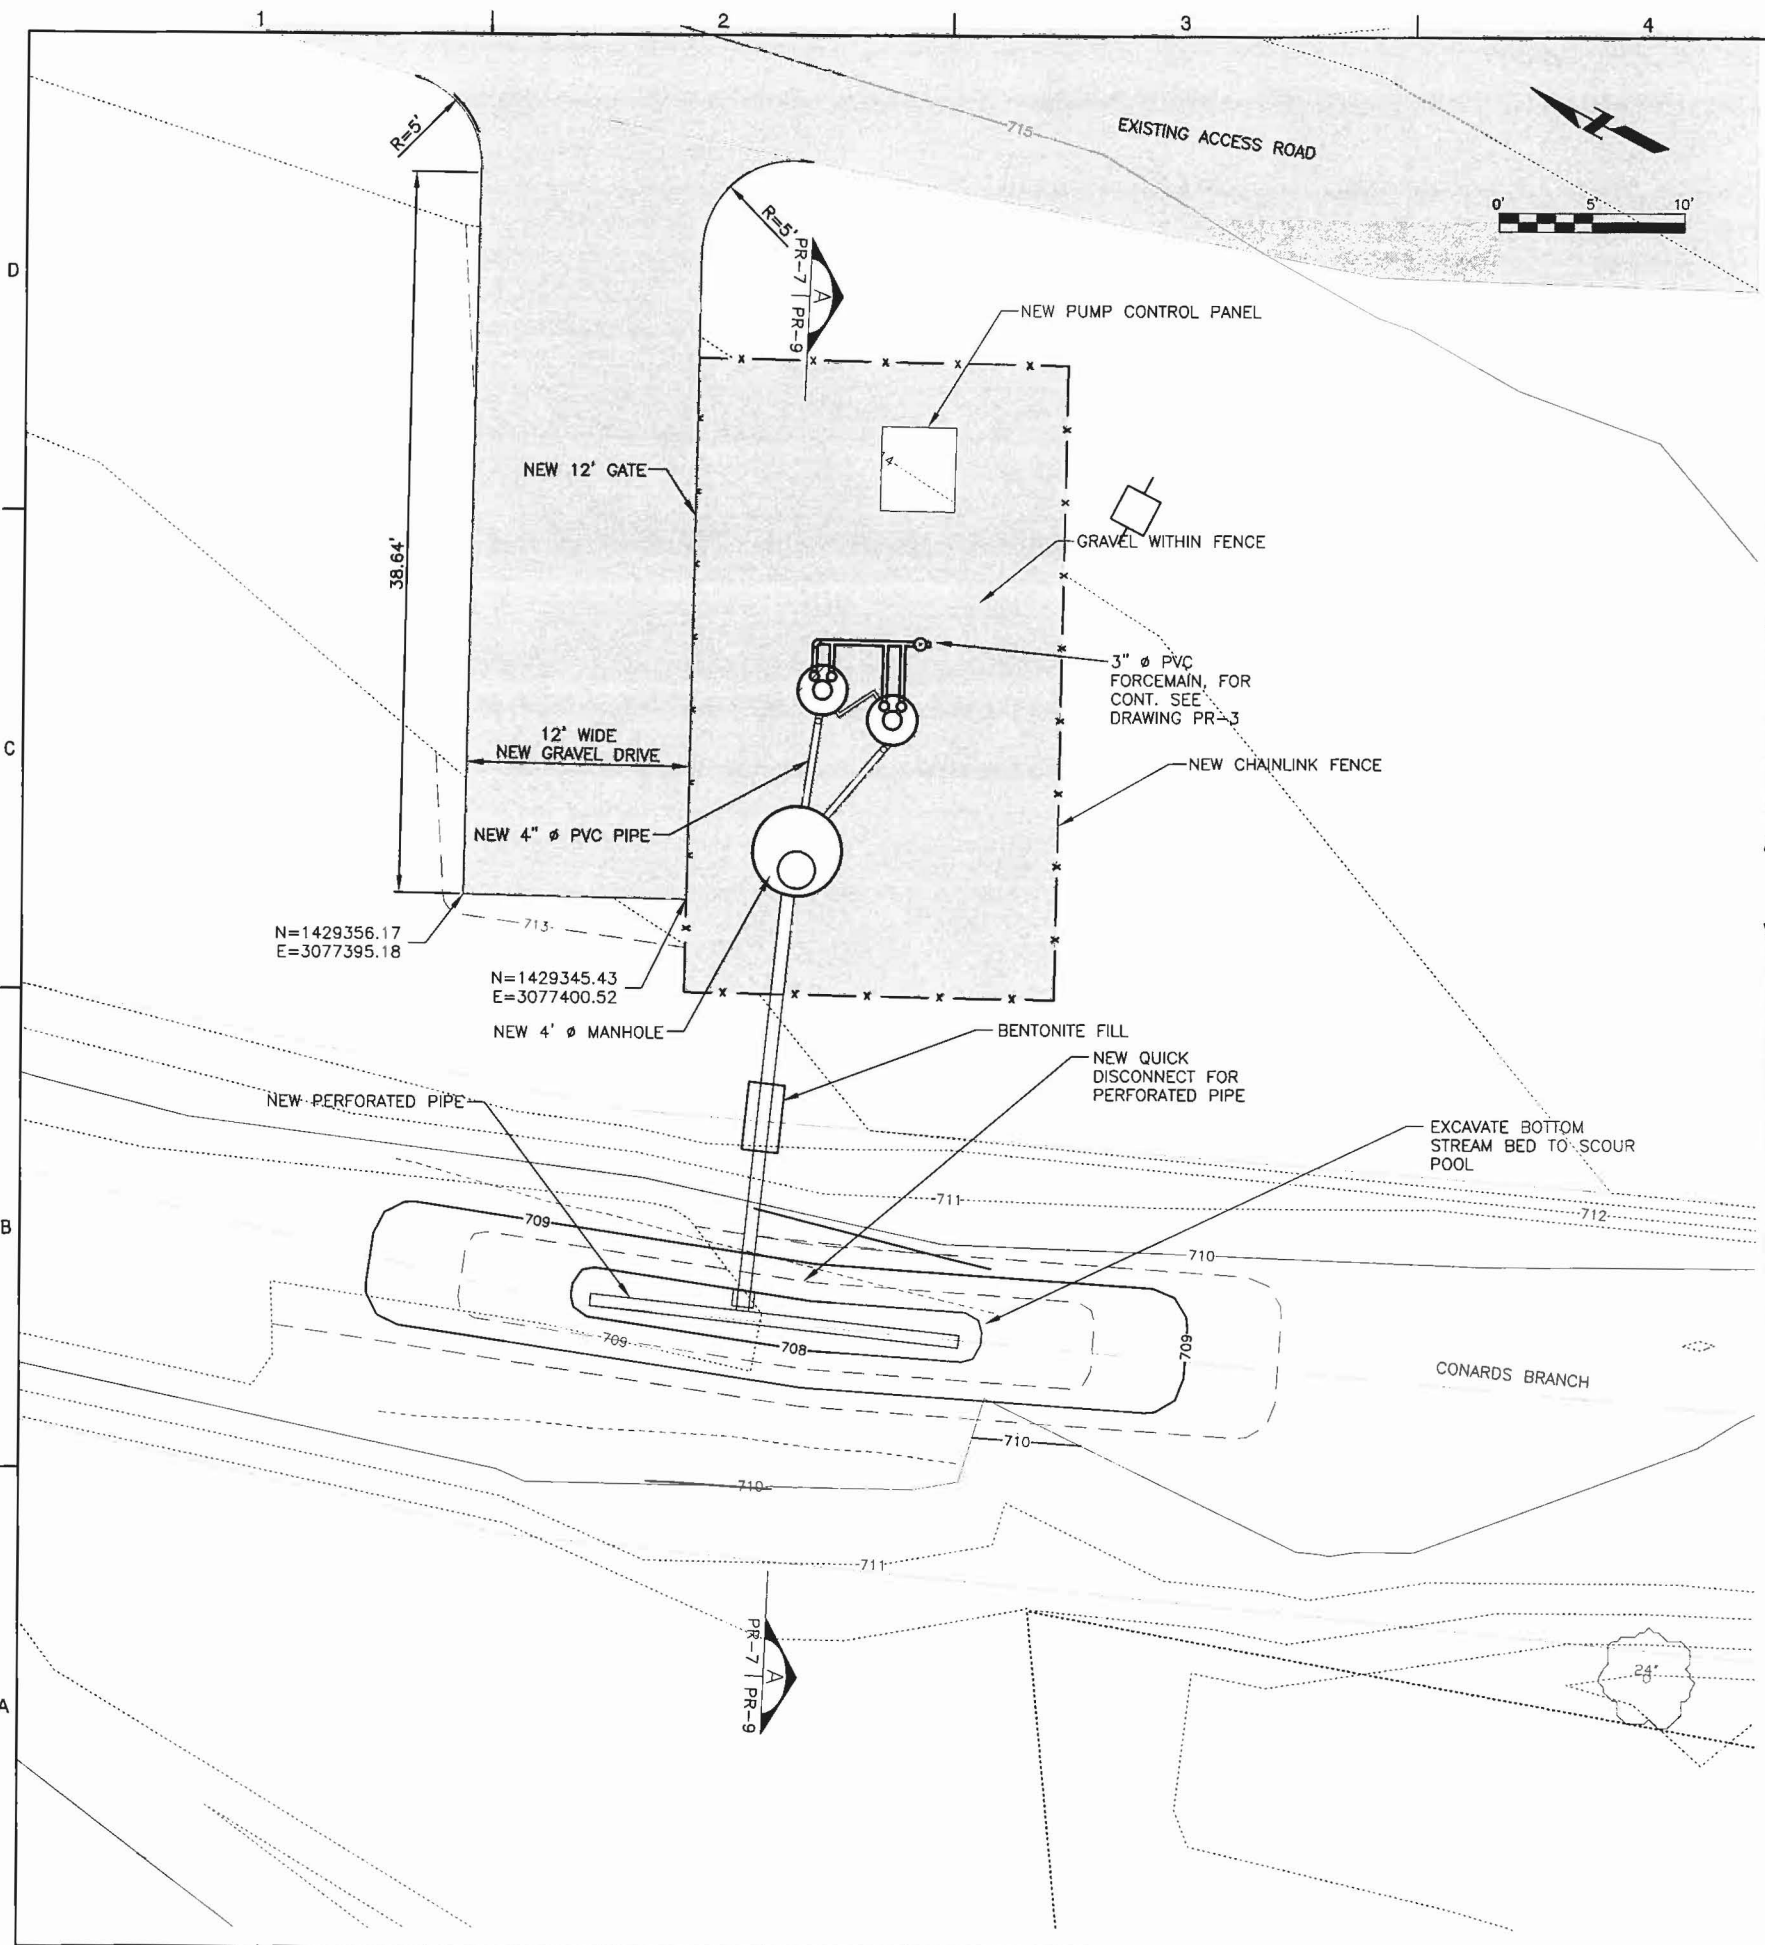 1
2
3
4
R=5'
715
EXISTING ACCESS ROAD
0'
5'
10'
R=5'
D
PR-7 | PR-9
A
NEW PUMP CONTROL PANEL
NEW 12' GATE
GRAVEL WITHIN FENCE
38.64'
3" ø PVC
FORCEMAIN, FOR
CONT. SEE
DRAWING PR-3
C
12' WIDE
NEW GRAVEL DRIVE
NEW CHAINLINK FENCE
NEW 4" ø PVC PIPE
713
N=1429356.17
E=3077395.18
N=1429345.43
E=3077400.52
NEW 4' ø MANHOLE
BENTONITE FILL
NEW QUICK
DISCONNECT FOR
PERFORATED PIPE
NEW PERFORATED PIPE
EXCAVATE BOTTOM
STREAM BED TO SCOUR
POOL
711
712
B
709
710
709
708
709
CONARDS BRANCH
710
710
711
PR-7 | PR-9
A
24"
A